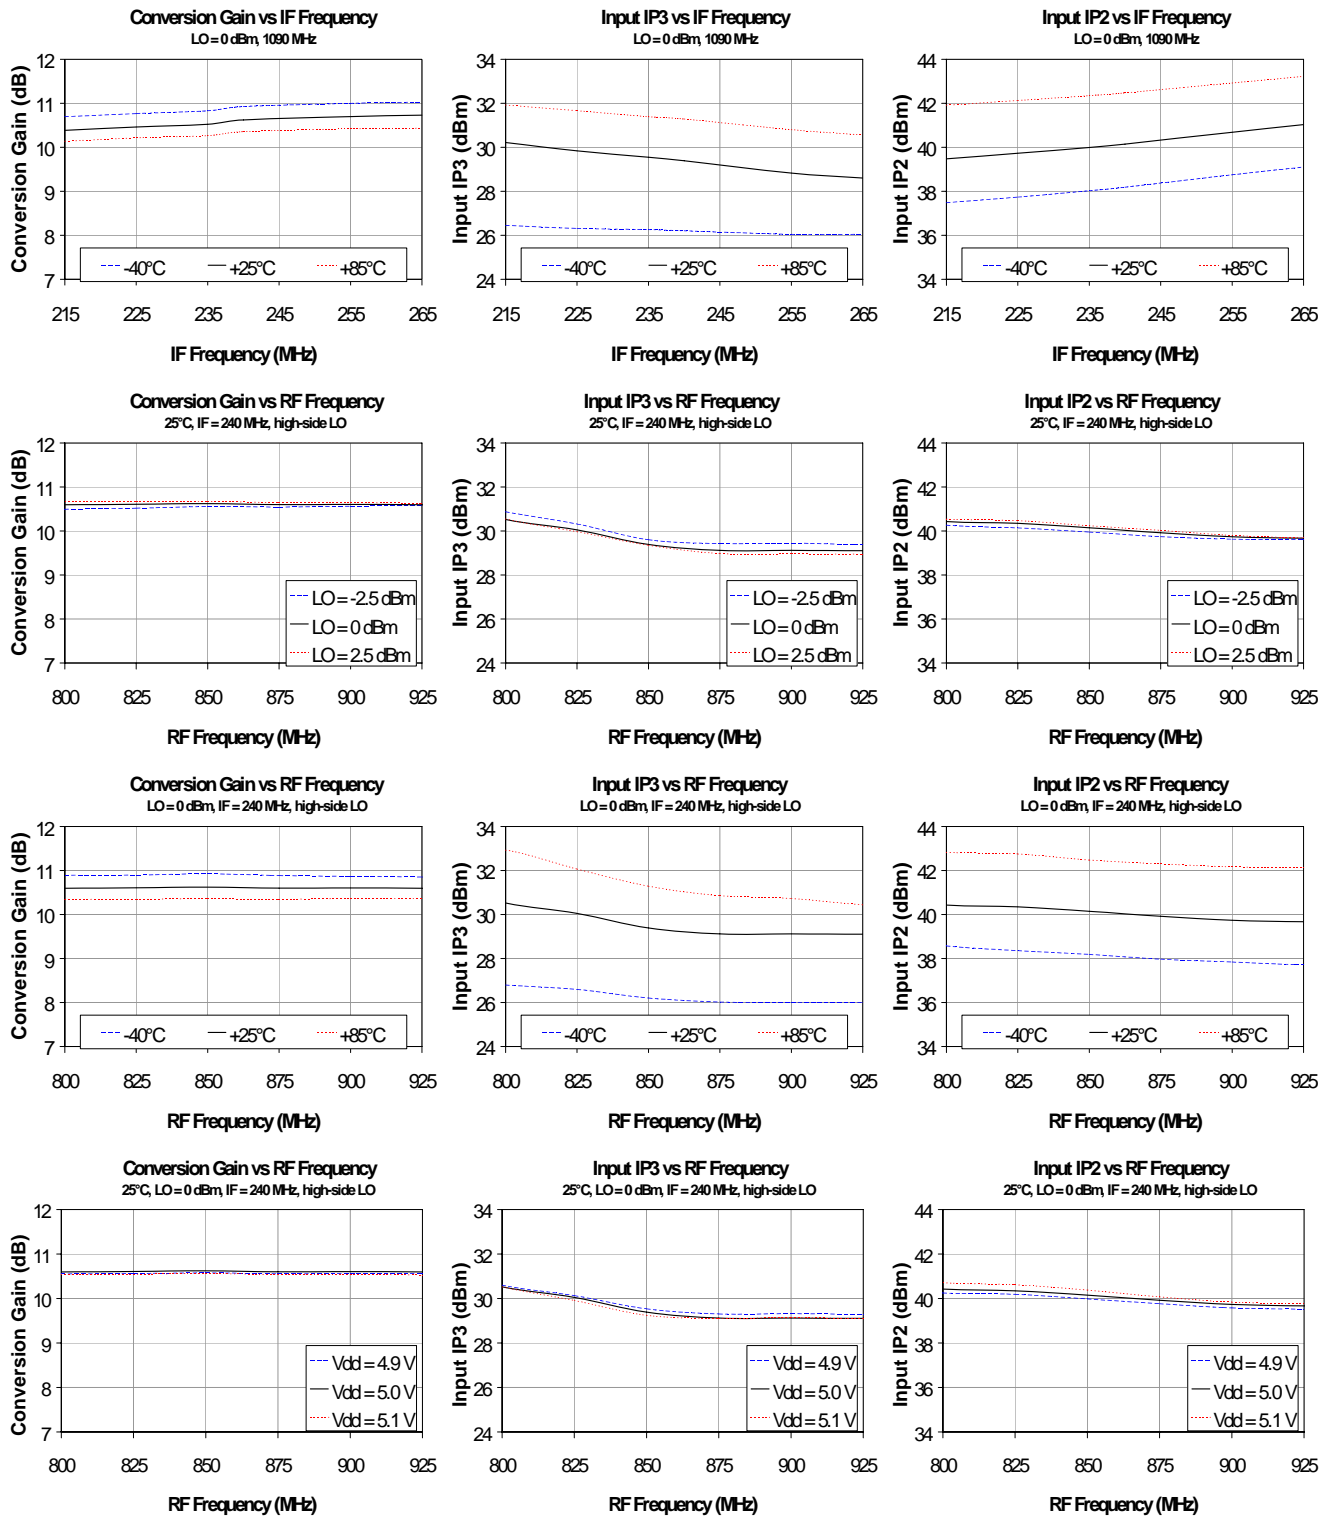 Conversion Gain vs IF Frequency
LO = 0 dBm, 1090 MHz
Conversion Gain (dB)
12
11
10
9
8
7
-40°C +25°C +85°C
215 225 235 245 255 265
IF Frequency (MHz)
Input IP3 vs IF Frequency
LO = 0 dBm, 1090 MHz
Input IP3 (dBm)
34
32
30
28
26
24
-40°C +25°C +85°C
215 225 235 245 255 265
IF Frequency (MHz)
Input IP2 vs IF Frequency
LO = 0 dBm, 1090 MHz
Input IP2 (dBm)
44
42
40
38
36
34
-40°C +25°C +85°C
215 225 235 245 255 265
IF Frequency (MHz)
Conversion Gain vs RF Frequency
25°C, IF = 240 MHz, high-side LO
Conversion Gain (dB)
12
11
10
9
8
7
LO = -2.5 dBm
LO = 0 dBm
LO = 2.5 dBm
800 825 850 875 900 925
RF Frequency (MHz)
Input IP3 vs RF Frequency
25°C, IF = 240 MHz, high-side LO
Input IP3 (dBm)
34
32
30
28
26
24
LO = -2.5 dBm
LO = 0 dBm
LO = 2.5 dBm
800 825 850 875 900 925
RF Frequency (MHz)
Input IP2 vs RF Frequency
25°C, IF = 240 MHz, high-side LO
Input IP2 (dBm)
44
42
40
38
36
34
LO = -2.5 dBm
LO = 0 dBm
LO = 2.5 dBm
800 825 850 875 900 925
RF Frequency (MHz)
Conversion Gain vs RF Frequency
LO = 0 dBm, IF = 240 MHz, high-side LO
Conversion Gain (dB)
12
11
10
9
8
7
-40°C +25°C +85°C
800 825 850 875 900 925
RF Frequency (MHz)
Input IP3 vs RF Frequency
LO = 0 dBm, IF = 240 MHz, high-side LO
Input IP3 (dBm)
34
32
30
28
26
24
-40°C +25°C +85°C
800 825 850 875 900 925
RF Frequency (MHz)
Input IP2 vs RF Frequency
LO = 0 dBm, IF = 240 MHz, high-side LO
Input IP2 (dBm)
44
42
40
38
36
34
-40°C +25°C +85°C
800 825 850 875 900 925
RF Frequency (MHz)
Conversion Gain vs RF Frequency
25°C, LO = 0 dBm, IF = 240 MHz, high-side LO
Conversion Gain (dB)
12
11
10
9
8
7
Vdd = 4.9 V
Vdd = 5.0 V
Vdd = 5.1 V
800 825 850 875 900 925
RF Frequency (MHz)
Input IP3 vs RF Frequency
25°C, LO = 0 dBm, IF = 240 MHz, high-side LO
Input IP3 (dBm)
34
32
30
28
26
24
Vdd = 4.9 V
Vdd = 5.0 V
Vdd = 5.1 V
800 825 850 875 900 925
RF Frequency (MHz)
Input IP2 vs RF Frequency
25°C, LO = 0 dBm, IF = 240 MHz, high-side LO
Input IP2 (dBm)
44
42
40
38
36
34
Vdd = 4.9 V
Vdd = 5.0 V
Vdd = 5.1 V
800 825 850 875 900 925
RF Frequency (MHz)